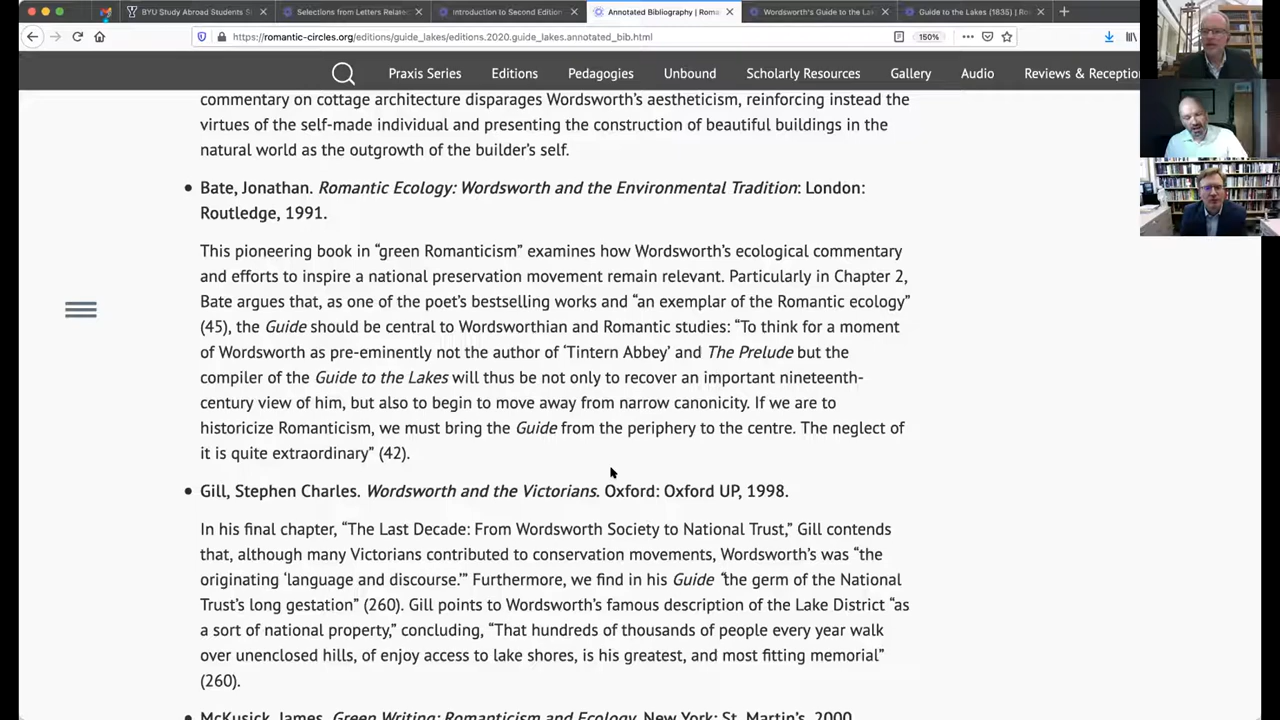 BYU Study Abroad Students S
Selections from Letters Relate
Introduction to Second Edition
Annotated Bibliography | Roma
Wordsworth's Guide to the Lak
Guide to the Lakes (1835) | Ro
https://romantic-circles.org/editions/guide_lakes/editions.2020.guide_lakes.annotated_bib.html
150%
Praxis Series
Editions
Pedagogies
Unbound
Scholarly Resources
Gallery
Audio
Reviews & Receptio
commentary on cottage architecture disparages Wordsworth's aestheticism, reinforcing instead the
virtues of the self-made individual and presenting the construction of beautiful buildings in the
natural world as the outgrowth of the builder's self.
• Bate, Jonathan. Romantic Ecology: Wordsworth and the Environmental Tradition: London:
Routledge, 1991.
This pioneering book in “green Romanticism” examines how Wordsworth's ecological commentary
and efforts to inspire a national preservation movement remain relevant. Particularly in Chapter 2,
Bate argues that, as one of the poet's bestselling works and “an exemplar of the Romantic ecology”
(45), the Guide should be central to Wordsworthian and Romantic studies: “To think for a moment
of Wordsworth as pre-eminently not the author of ‘Tintern Abbey’ and The Prelude but the
compiler of the Guide to the Lakes will thus be not only to recover an important nineteenth-
century view of him, but also to begin to move away from narrow canonicity. If we are to
historicize Romanticism, we must bring the Guide from the periphery to the centre. The neglect of
it is quite extraordinary” (42).
• Gill, Stephen Charles. Wordsworth and the Victorians. Oxford: Oxford UP, 1998.
In his final chapter, “The Last Decade: From Wordsworth Society to National Trust,” Gill contends
that, although many Victorians contributed to conservation movements, Wordsworth's was “the
originating ‘language and discourse.’” Furthermore, we find in his Guide “the germ of the National
Trust's long gestation” (260). Gill points to Wordsworth's famous description of the Lake District “as
a sort of national property,” concluding, “That hundreds of thousands of people every year walk
over unenclosed hills, of enjoy access to lake shores, is his greatest, and most fitting memorial”
(260).
• McKusick, James. Green Writing: Romanticism and Ecology. New York: St. Martin's, 2000.